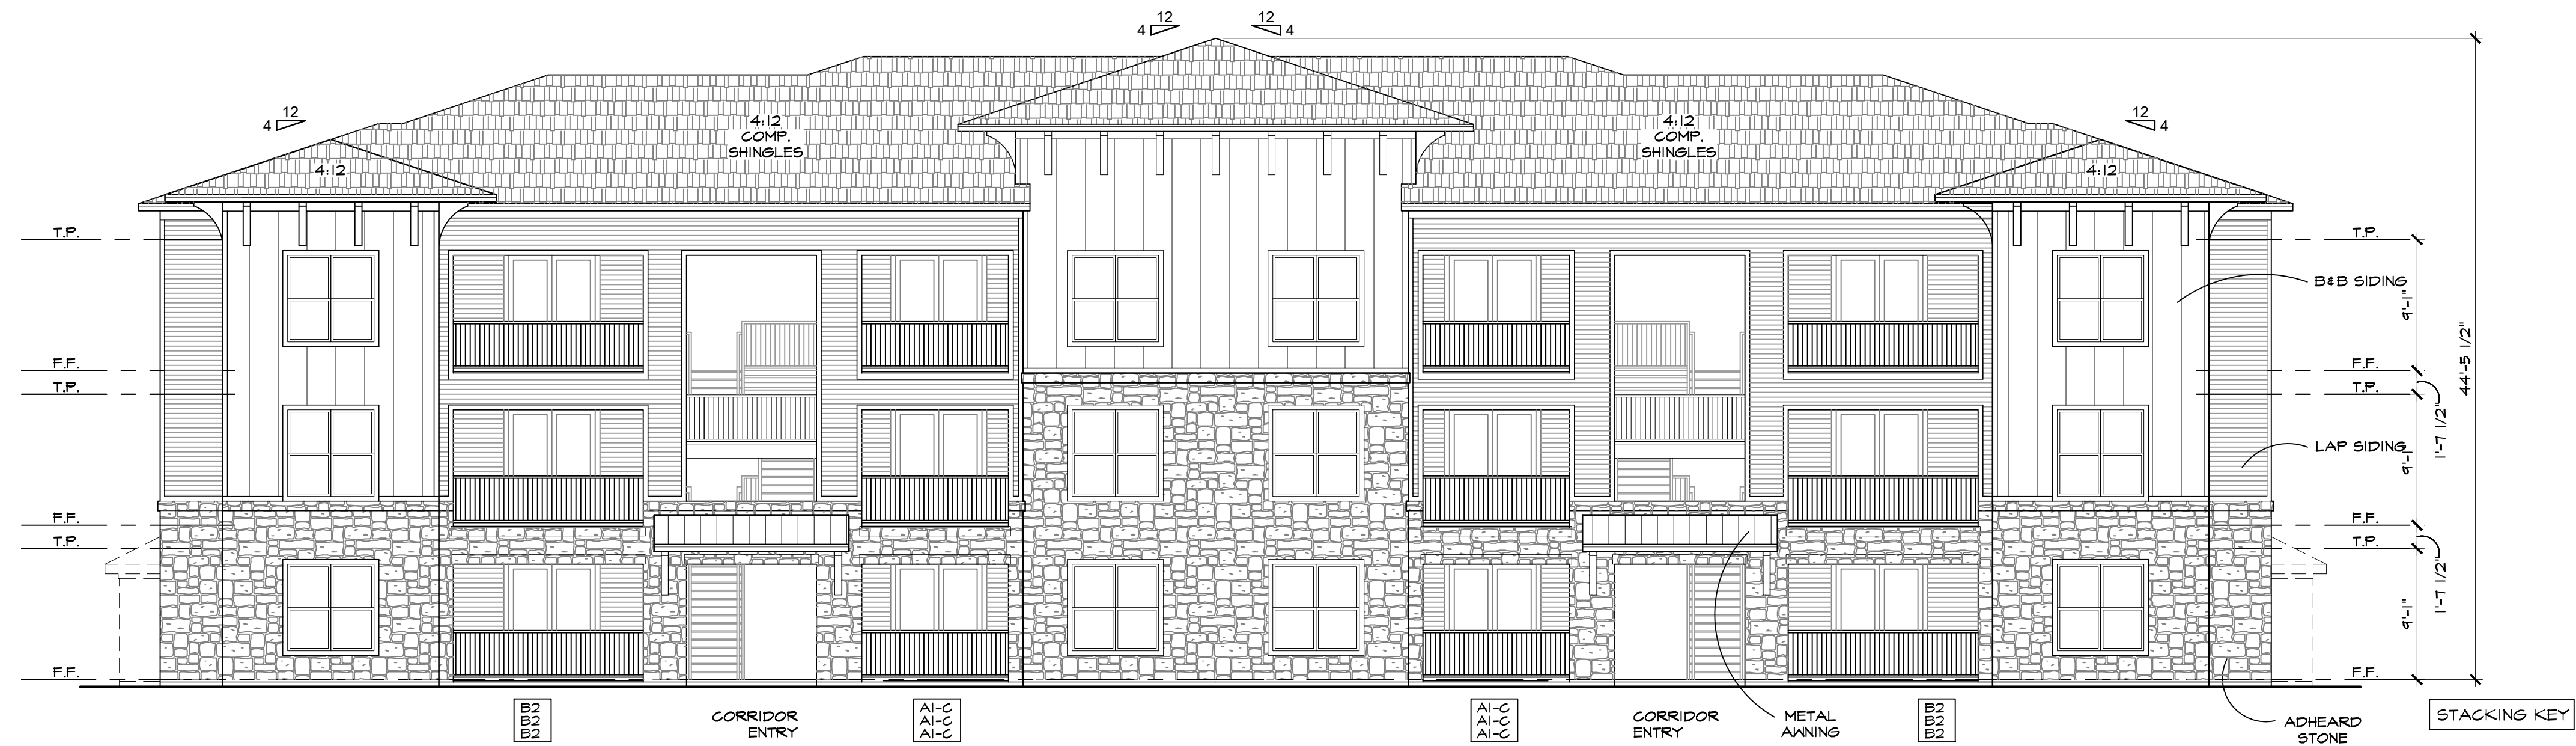 12
4
12
4
12
4
12
4
4:12
COMP.
SHINGLES
4:12
COMP.
SHINGLES
4:12
4:12
T.P.
T.P.
B&B SIDING
9'-1"
44'-5 1/2"
F.F.
F.F.
T.P.
T.P.
1'-7 1/2"
LAP SIDING
9'-1"
F.F.
F.F.
T.P.
T.P.
1'-7 1/2"
9'-1"
F.F.
F.F.
B2
B2
B2
CORRIDOR
ENTRY
A1-C
A1-C
A1-C
A1-C
A1-C
A1-C
CORRIDOR
ENTRY
METAL
AWNING
B2
B2
B2
ADHEARD
STONE
STACKING KEY